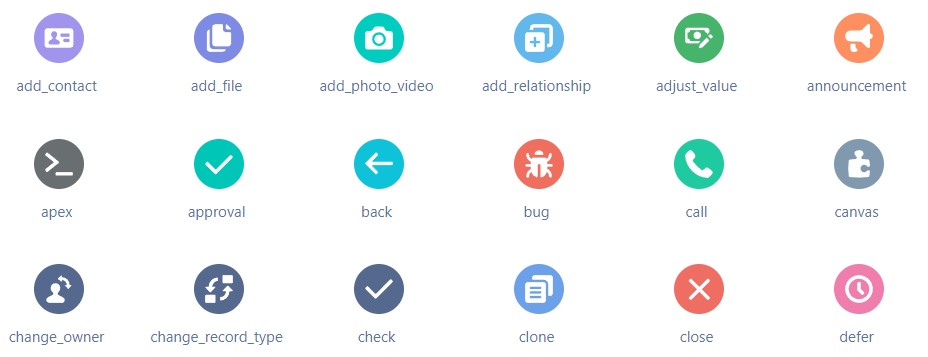 add_contact add_file add_photo_video add_relationship adjust_value announcement
apex approval back bug call canvas
change_owner change_record_type check clone close defer